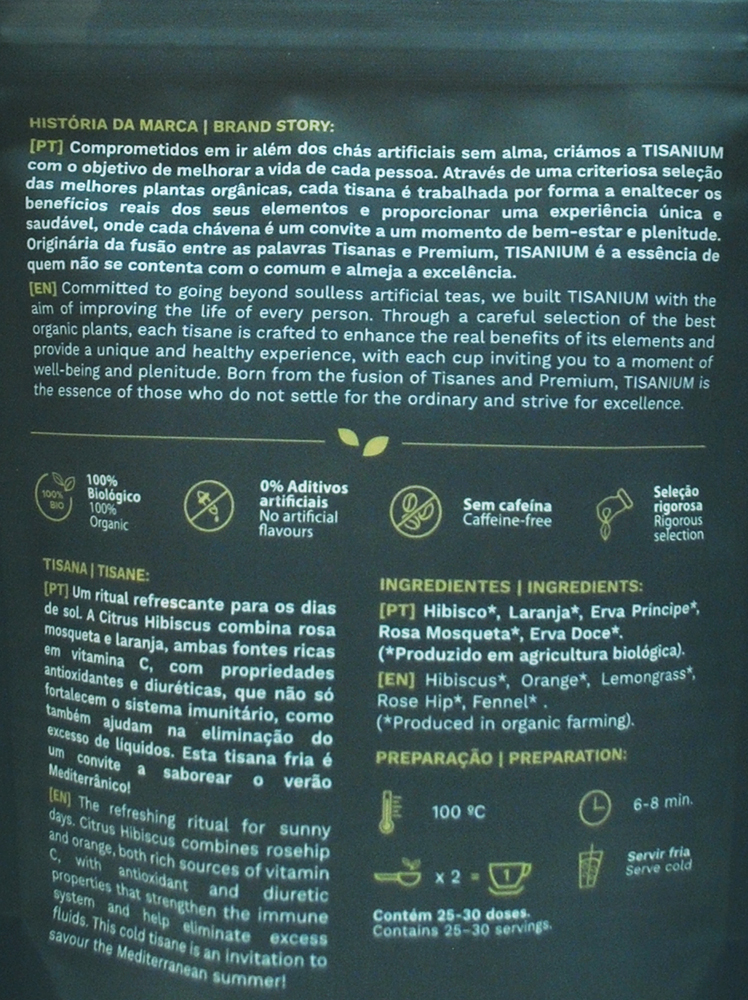 HISTÓRIA DA MARCA | BRAND STORY:
[PT] Comprometidos em ir além dos chás artificiais sem alma, criámos a TISANIUM
com o objetivo de melhorar a vida de cada pessoa. Através de uma criteriosa seleção
das melhores plantas orgânicas, cada tisana é trabalhada por forma a enaltecer os
benefícios reais dos seus elementos e proporcionar uma experiência única e
saudável, onde cada chávena é um convite a um momento de bem-estar e plenitude.
Originária da fusão entre as palavras Tisanas e Premium, TISANIUM é a essência de
quem não se contenta com o comum e almeja a excelência.
[EN] Committed to going beyond soulless artificial teas, we built TISANIUM with the
aim of improving the life of every person. Through a careful selection of the best
organic plants, each tisane is crafted to enhance the real benefits of its elements and
provide a unique and healthy experience, with each cup inviting you to a moment of
well-being and plenitude. Born from the fusion of Tisanes and Premium, TISANIUM is
the essence of those who do not settle for the ordinary and strive for excellence.
100% BIO
100%
Biológico
100%
Organic
0% Aditivos
artificiais
No artificial
flavours
Sem cafeína
Caffeine-free
Seleção
rigorosa
Rigorous
selection
TISANA | TISANE:
[PT] Um ritual refrescante para os dias
de sol. A Citrus Hibiscus combina rosa
mosqueta e laranja, ambas fontes ricas
em vitamina C, com propriedades
antioxidantes e diuréticas, que não só
fortalecem o sistema imunitário, como
também ajudam na eliminação do
excesso de líquidos. Esta tisana fria é
um convite a saborear o verão
Mediterrânico!
[EN] The refreshing ritual for sunny
days. Citrus Hibiscus combines rosehip
and orange, both rich sources of vitamin
C, with antioxidant and diuretic
properties that strengthen the immune
system and help eliminate excess
fluids. This cold tisane is an invitation to
savour the Mediterranean summer!
INGREDIENTES | INGREDIENTS:
[PT] Hibisco*, Laranja*, Erva Príncipe*,
Rosa Mosqueta*, Erva Doce*.
(*Produzido em agricultura biológica).
[EN] Hibiscus*, Orange*, Lemongrass*,
Rose Hip*, Fennel* .
(*Produced in organic farming).
PREPARAÇÃO | PREPARATION:
100 ºC
6-8 min.
x 2 = 1
Servir fria
Serve cold
Contém 25-30 doses.
Contains 25-30 servings.